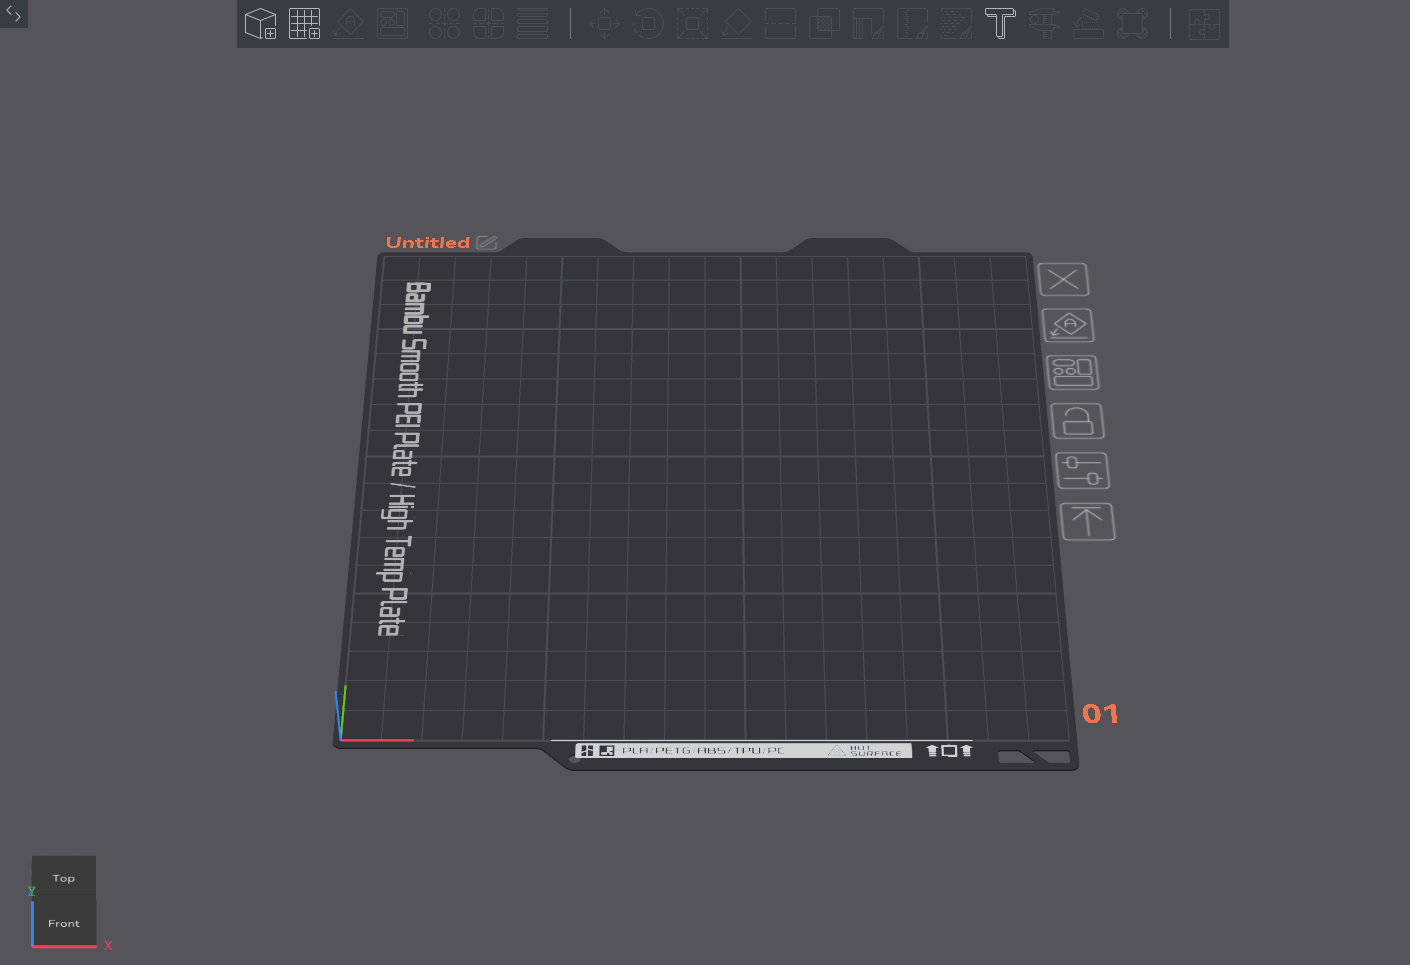 Untitled
Bambu Smooth PEI Plate / High Temp Plate
01
PLA/PETG/ABS/TPU/PC
HOT
SURFACE
Top
Y
Front
X